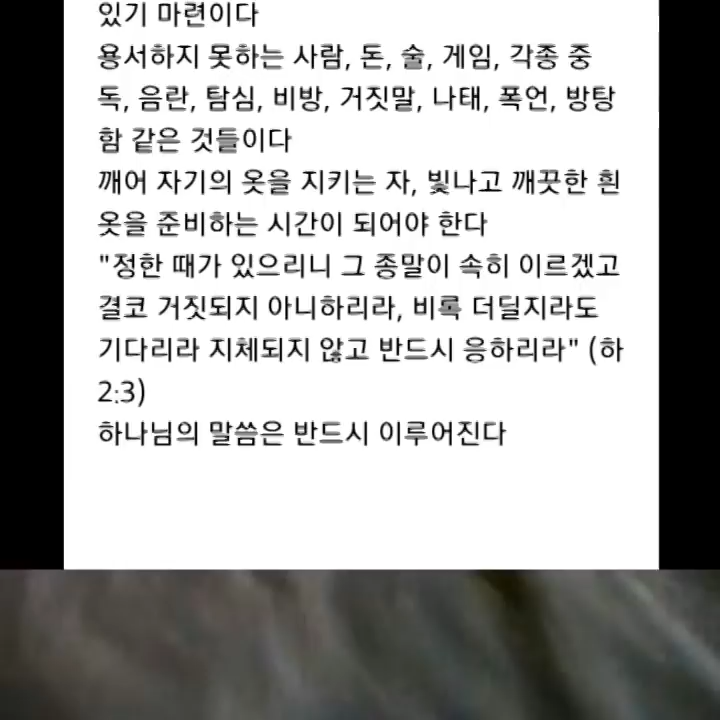 있기 마련이다
용서하지 못하는 사람, 돈, 술, 게임, 각종 중
독, 음란, 탐심, 비방, 거짓말, 나태, 폭언, 방탕
함 같은 것들이다
깨어 자기의 옷을 지키는 자, 빛나고 깨끗한 흰
옷을 준비하는 시간이 되어야 한다
"정한 때가 있으리니 그 종말이 속히 이르겠고
결코 거짓되지 아니하리라, 비록 더딜지라도
기다리라 지체되지 않고 반드시 응하리라" (하
2:3)
하나님의 말씀은 반드시 이루어진다